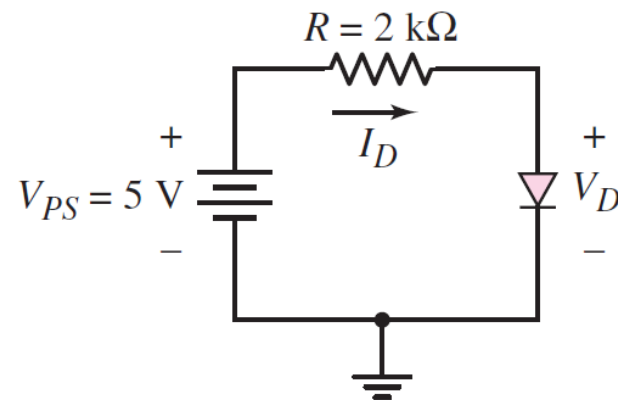 R = 2 kΩ
I_D
+
V_PS = 5 V
−
+
V_D
−